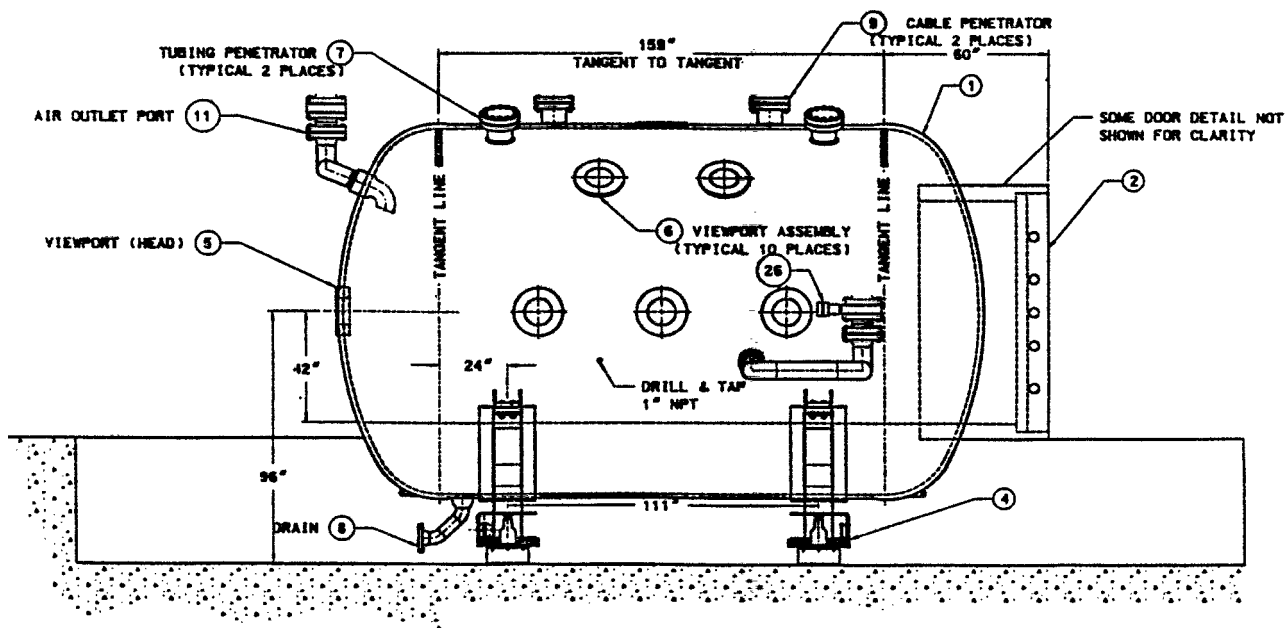 9 CABLE PENETRATOR
(TYPICAL 2 PLACES)
159"
TANGENT TO TANGENT
60"
TUBING PENETRATOR 7
(TYPICAL 2 PLACES)
1
AIR OUTLET PORT 11
SOME DOOR DETAIL NOT
SHOWN FOR CLARITY
2
TANGENT LINE
TANGENT LINE
6 VIEWPORT ASSEMBLY
(TYPICAL 10 PLACES)
VIEWPORT (HEAD) 5
26
42"
24"
DRILL & TAP
1" NPT
96"
111"
4
DRAIN 8